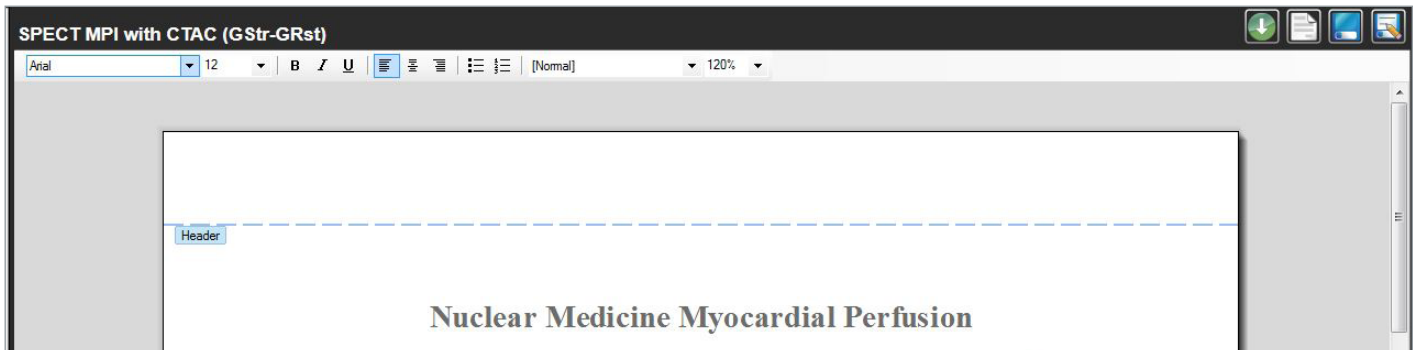 SPECT MPI with CTAC (GStr-GRst)
Arial 12 B I U [Normal] 120%
Header
Nuclear Medicine Myocardial Perfusion